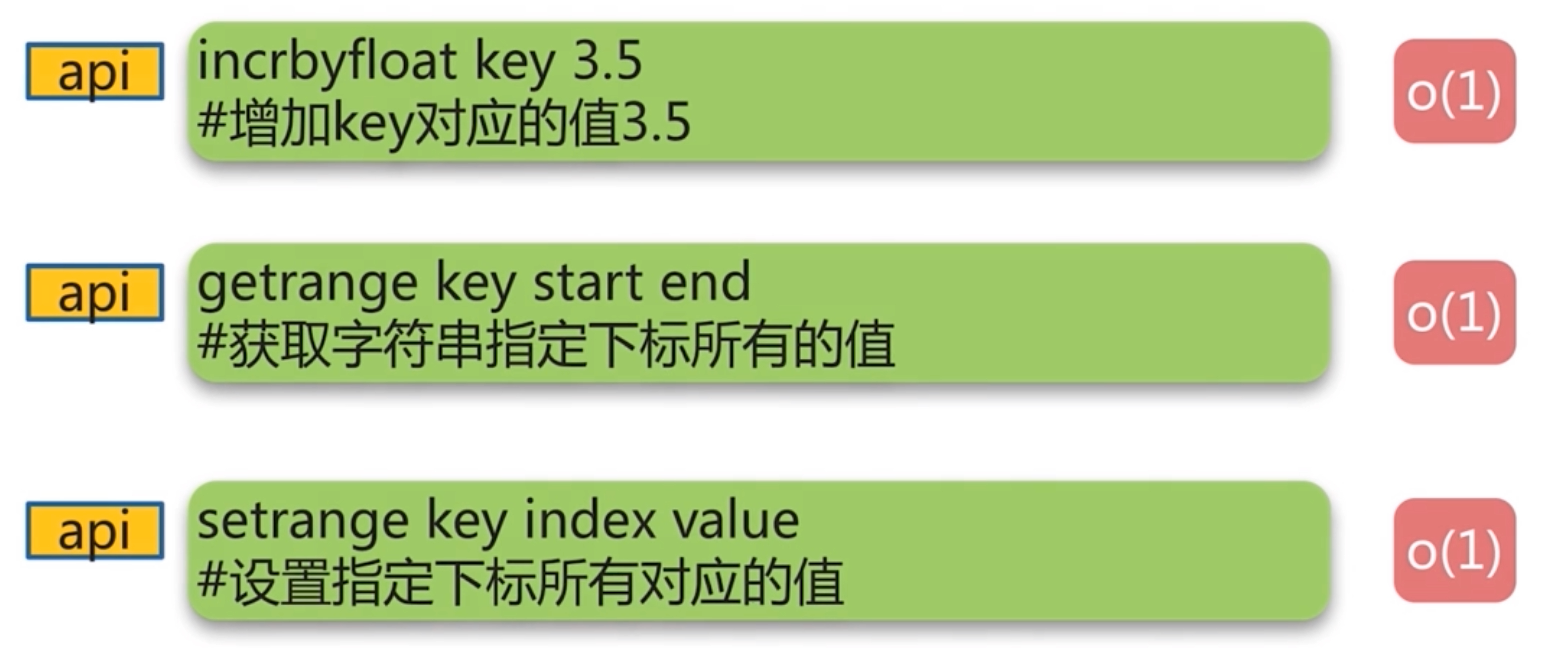 api
incrbyfloat key 3.5
#增加key对应的值3.5
o(1)
api
getrange key start end
#获取字符串指定下标所有的值
o(1)
api
setrange key index value
#设置指定下标所有对应的值
o(1)